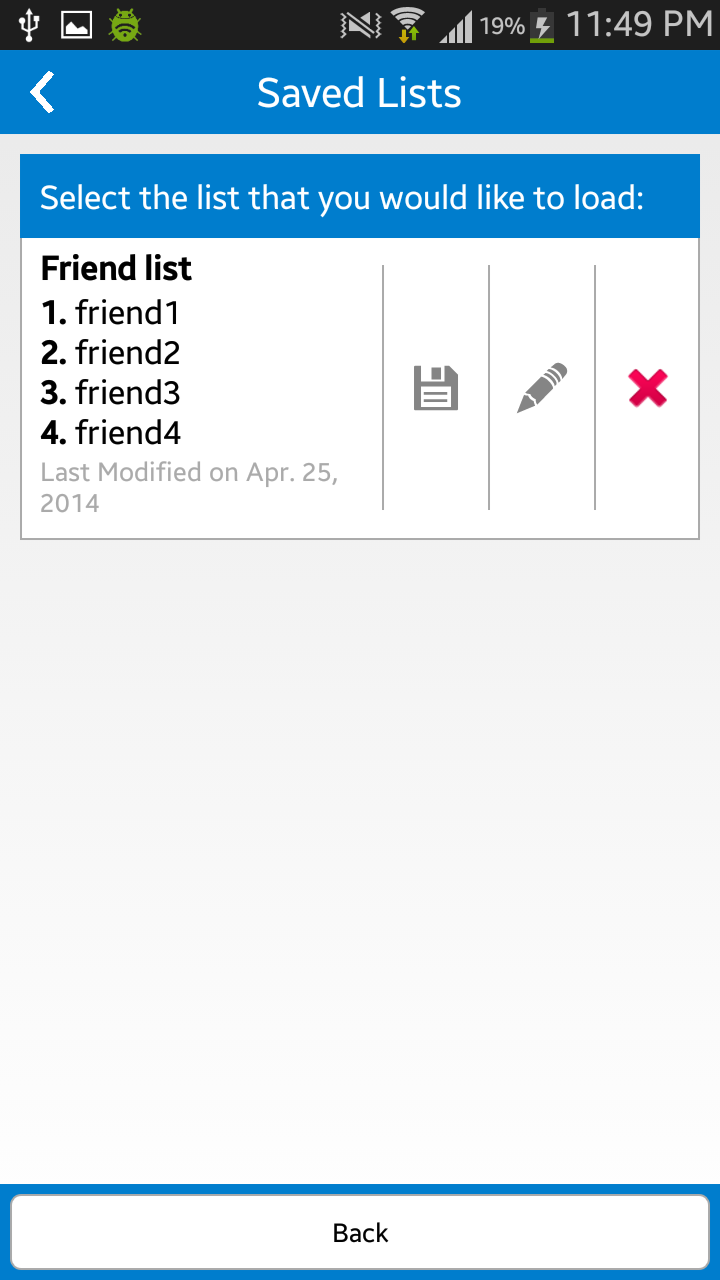 19% 11:49 PM
Saved Lists
Select the list that you would like to load:
Friend list
1. friend1
2. friend2
3. friend3
4. friend4
Last Modified on Apr. 25,
2014
Back